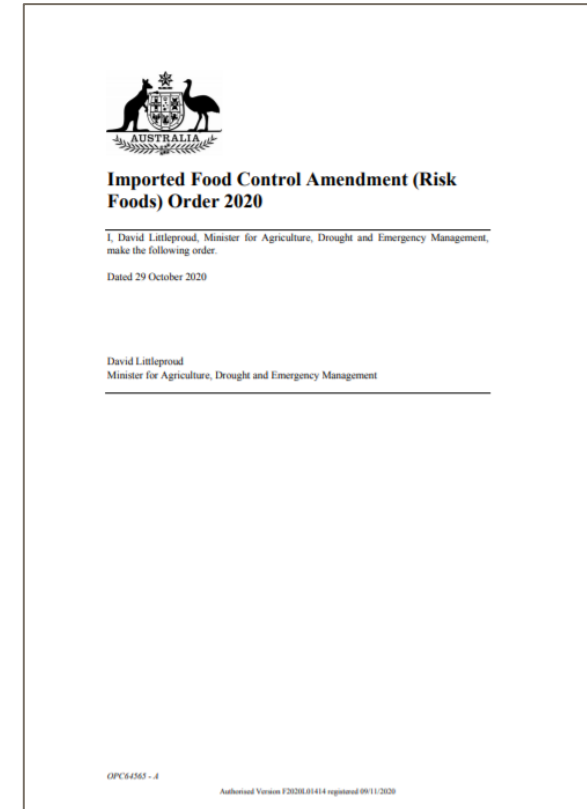 AUSTRALIA
Imported Food Control Amendment (Risk
Foods) Order 2020
I, David Littleproud, Minister for Agriculture, Drought and Emergency Management,
make the following order.
Dated 29 October 2020
David Littleproud
Minister for Agriculture, Drought and Emergency Management
OPC64565 - A
Authorised Version F2020L01414 registered 09/11/2020